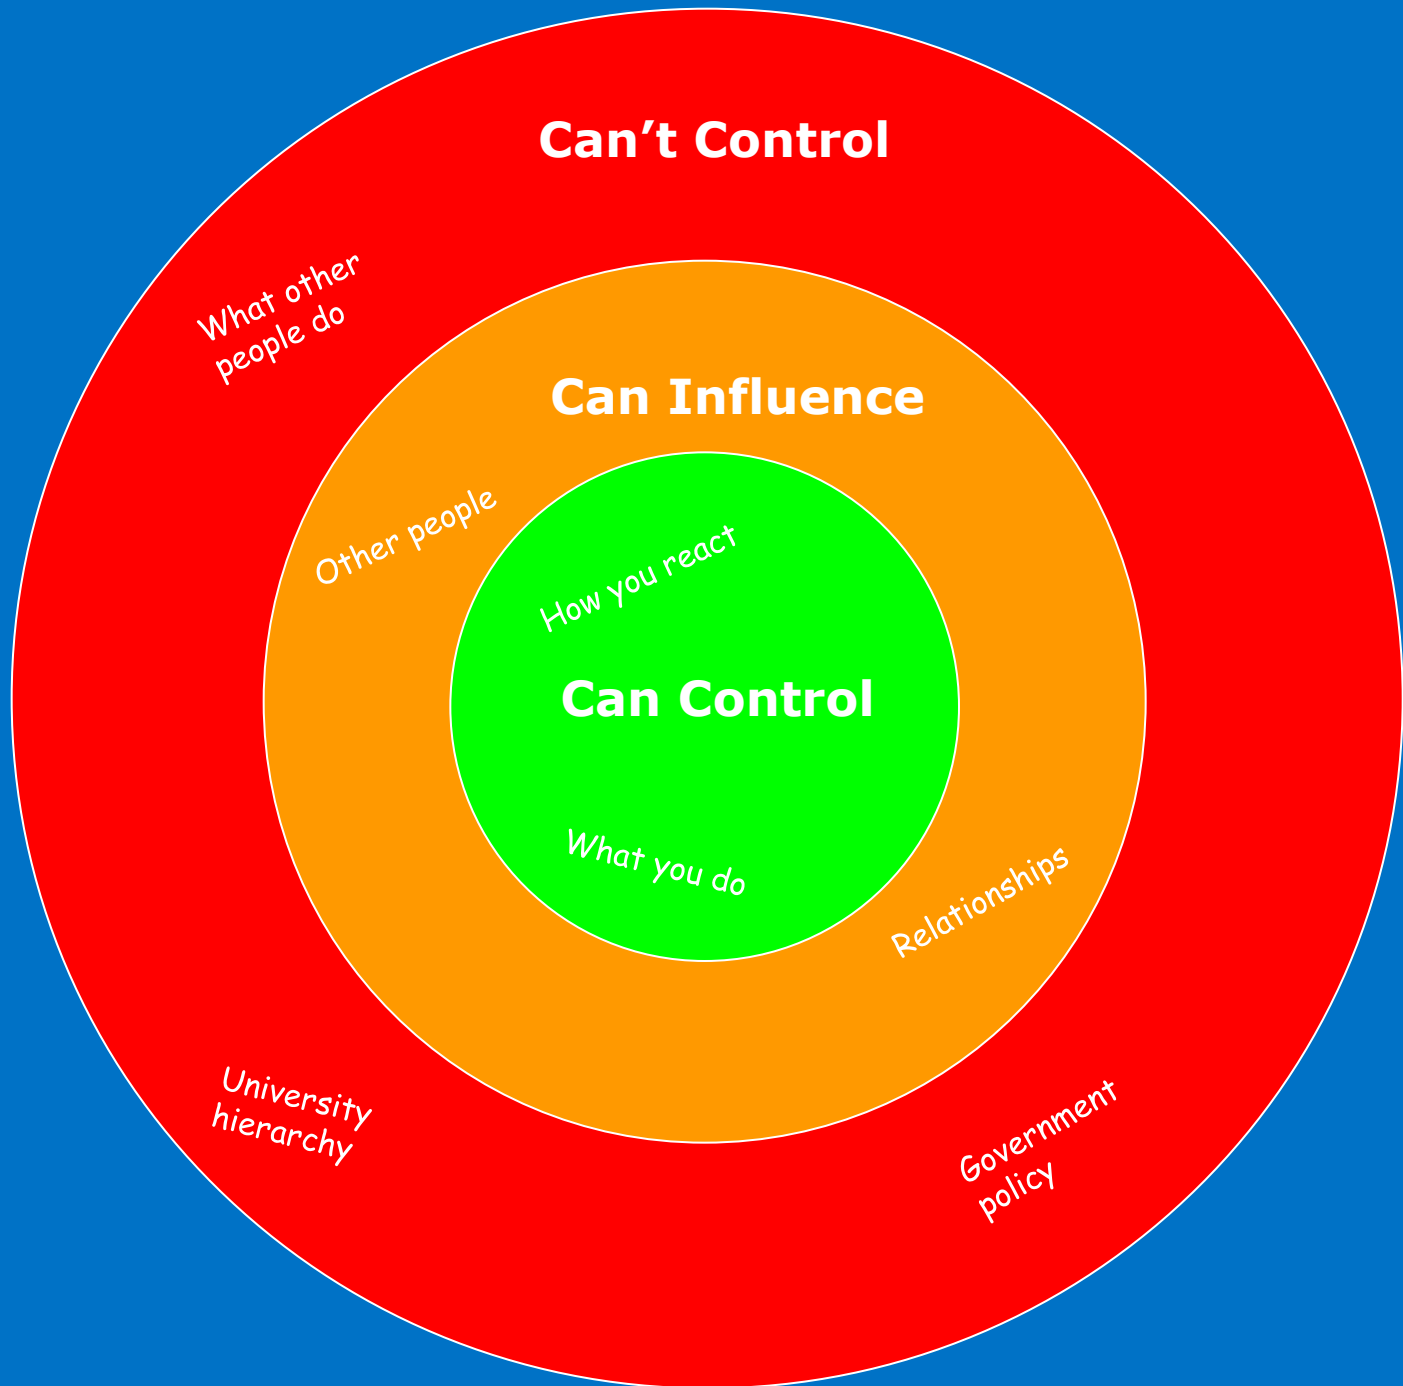 Can’t Control
What other
people do
Can Influence
Other people
How you react
Can Control
What you do
Relationships
University
hierarchy
Government
policy